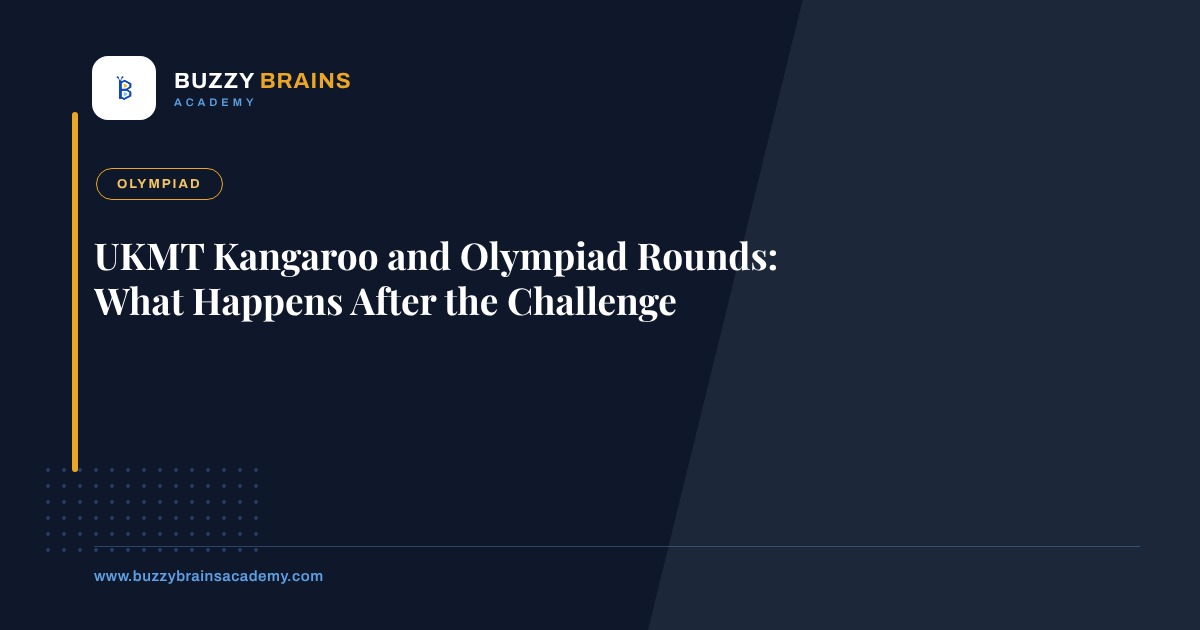 BUZZY BRAINS
ACADEMY
OLYMPIAD
UKMT Kangaroo and Olympiad Rounds:
What Happens After the Challenge
www.buzzybrainsacademy.com